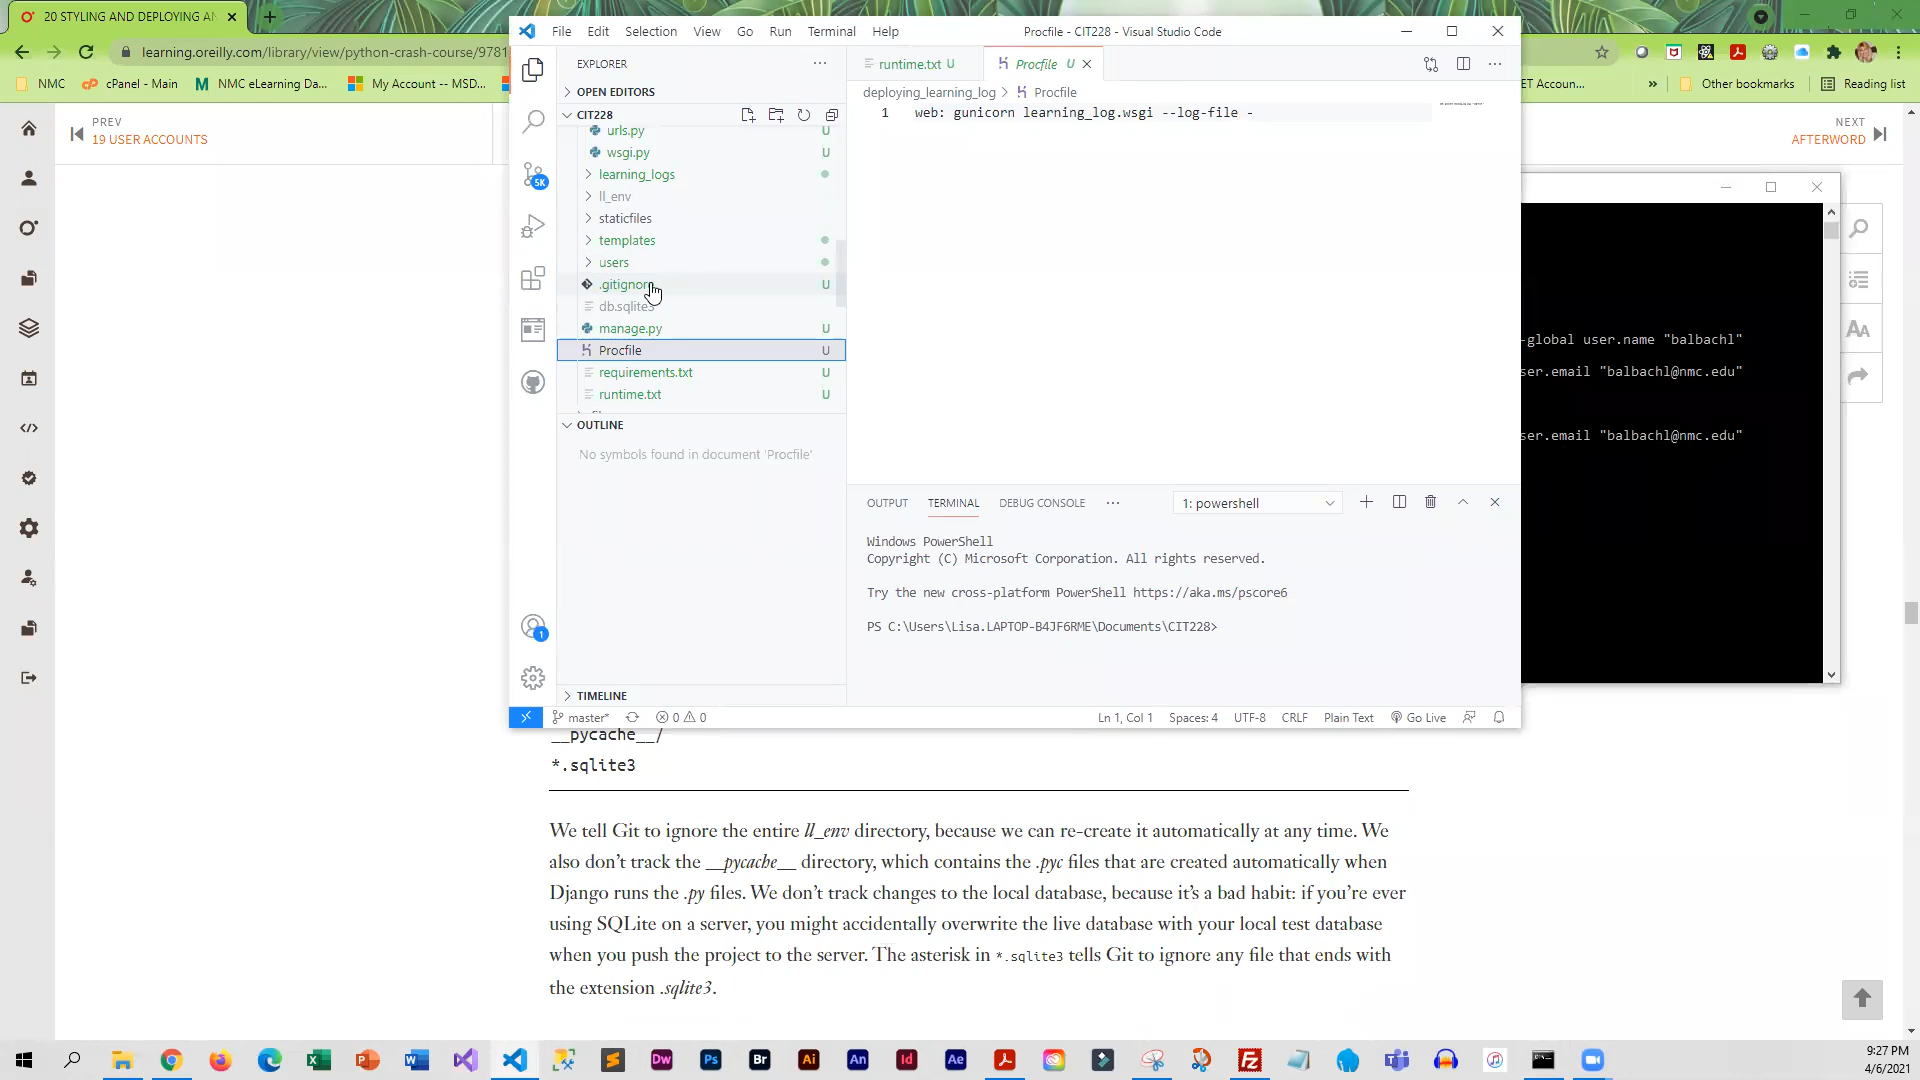 20 STYLING AND DEPLOYING AN
learning.oreilly.com/library/view/python-crash-course/9781
NMC
cPanel - Main
NMC eLearning Da...
My Account -- MSD...
ET Account...
Other bookmarks
Reading list
PREV
19 USER ACCOUNTS
NEXT
AFTERWORD
File Edit Selection View Go Run Terminal Help
Procfile - CIT228 - Visual Studio Code
EXPLORER
OPEN EDITORS
CIT228
urls.py U
wsgi.py U
learning_logs
ll_env
staticfiles
templates
users
.gitignore U
db.sqlite3
manage.py U
Procfile U
requirements.txt U
runtime.txt U
OUTLINE
No symbols found in document 'Procfile'
TIMELINE
5K
1
runtime.txt U
Procfile U
deploying_learning_log > Procfile
1 web: gunicorn learning_log.wsgi --log-file -
OUTPUT TERMINAL DEBUG CONSOLE
1: powershell
Windows PowerShell
Copyright (C) Microsoft Corporation. All rights reserved.
Try the new cross-platform PowerShell https://aka.ms/pscore6
PS C:\Users\Lisa.LAPTOP-B4JF6RME\Documents\CIT228>
master* 0 0
Ln 1, Col 1 Spaces: 4 UTF-8 CRLF Plain Text Go Live
-global user.name "balbachl"
ser.email "balbachl@nmc.edu"
ser.email "balbachl@nmc.edu"
__pycache__/
*.sqlite3
We tell Git to ignore the entire ll_env directory, because we can re-create it automatically at any time. We
also don't track the __pycache__ directory, which contains the .pyc files that are created automatically when
Django runs the .py files. We don't track changes to the local database, because it's a bad habit: if you're ever
using SQLite on a server, you might accidentally overwrite the live database with your local test database
when you push the project to the server. The asterisk in *.sqlite3 tells Git to ignore any file that ends with
the extension .sqlite3.
9:27 PM
4/6/2021